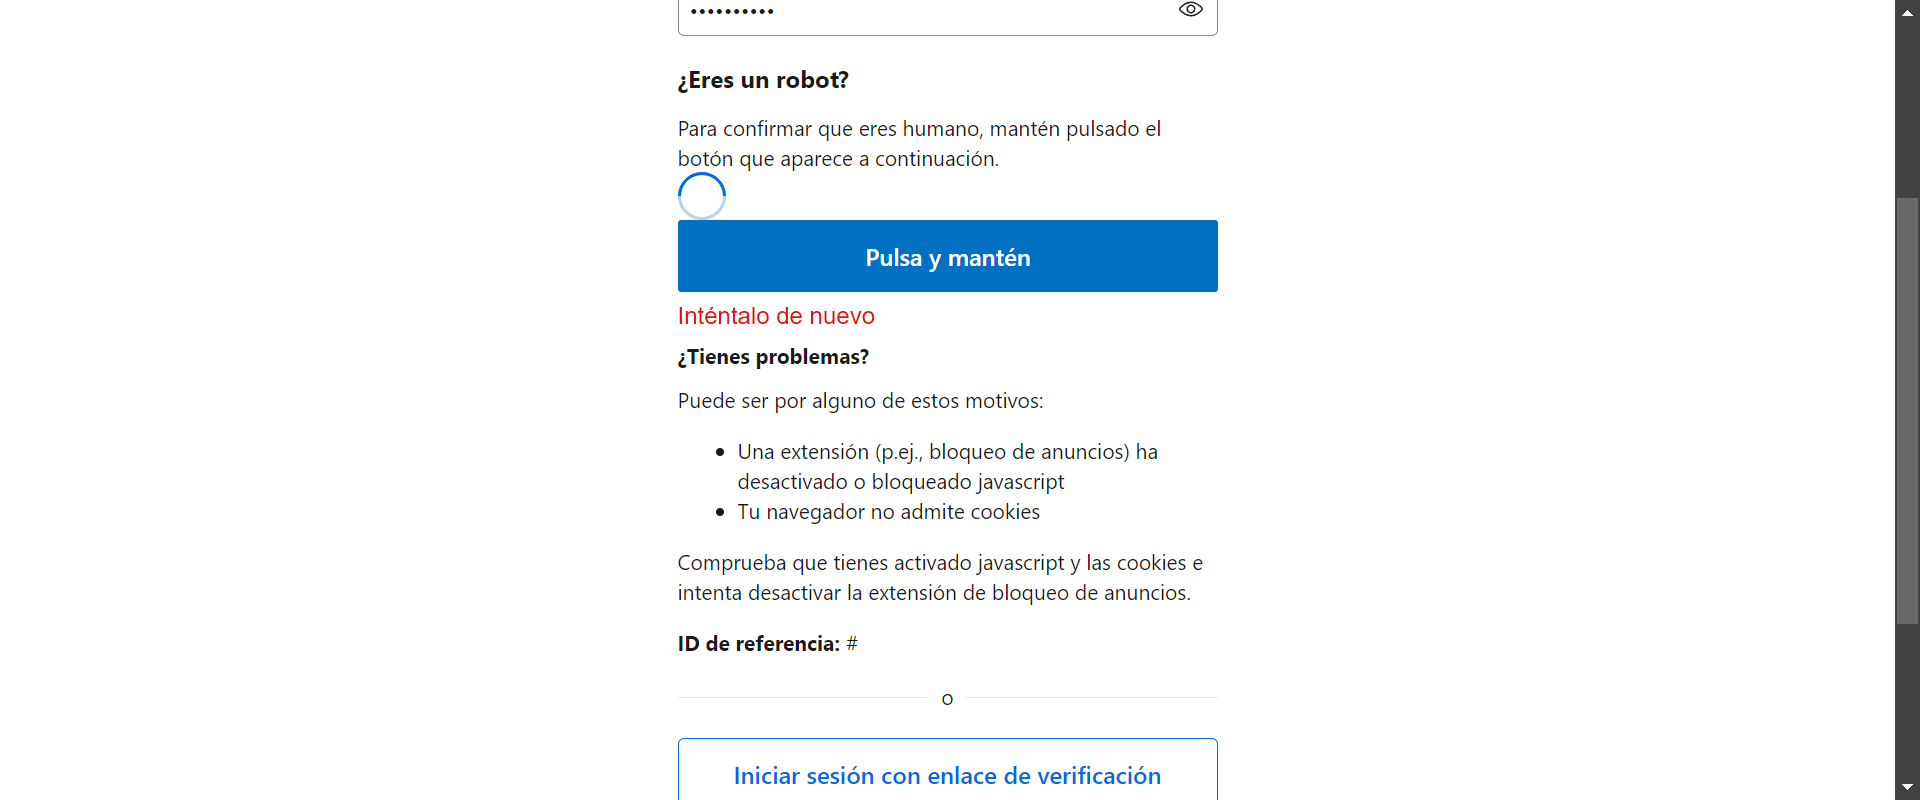 ••••••••••
¿Eres un robot?
Para confirmar que eres humano, mantén pulsado el
botón que aparece a continuación.
Pulsa y mantén
Inténtalo de nuevo
¿Tienes problemas?
Puede ser por alguno de estos motivos:
• Una extensión (p.ej., bloqueo de anuncios) ha
desactivado o bloqueado javascript
• Tu navegador no admite cookies
Comprueba que tienes activado javascript y las cookies e
intenta desactivar la extensión de bloqueo de anuncios.
ID de referencia: #
o
Iniciar sesión con enlace de verificación